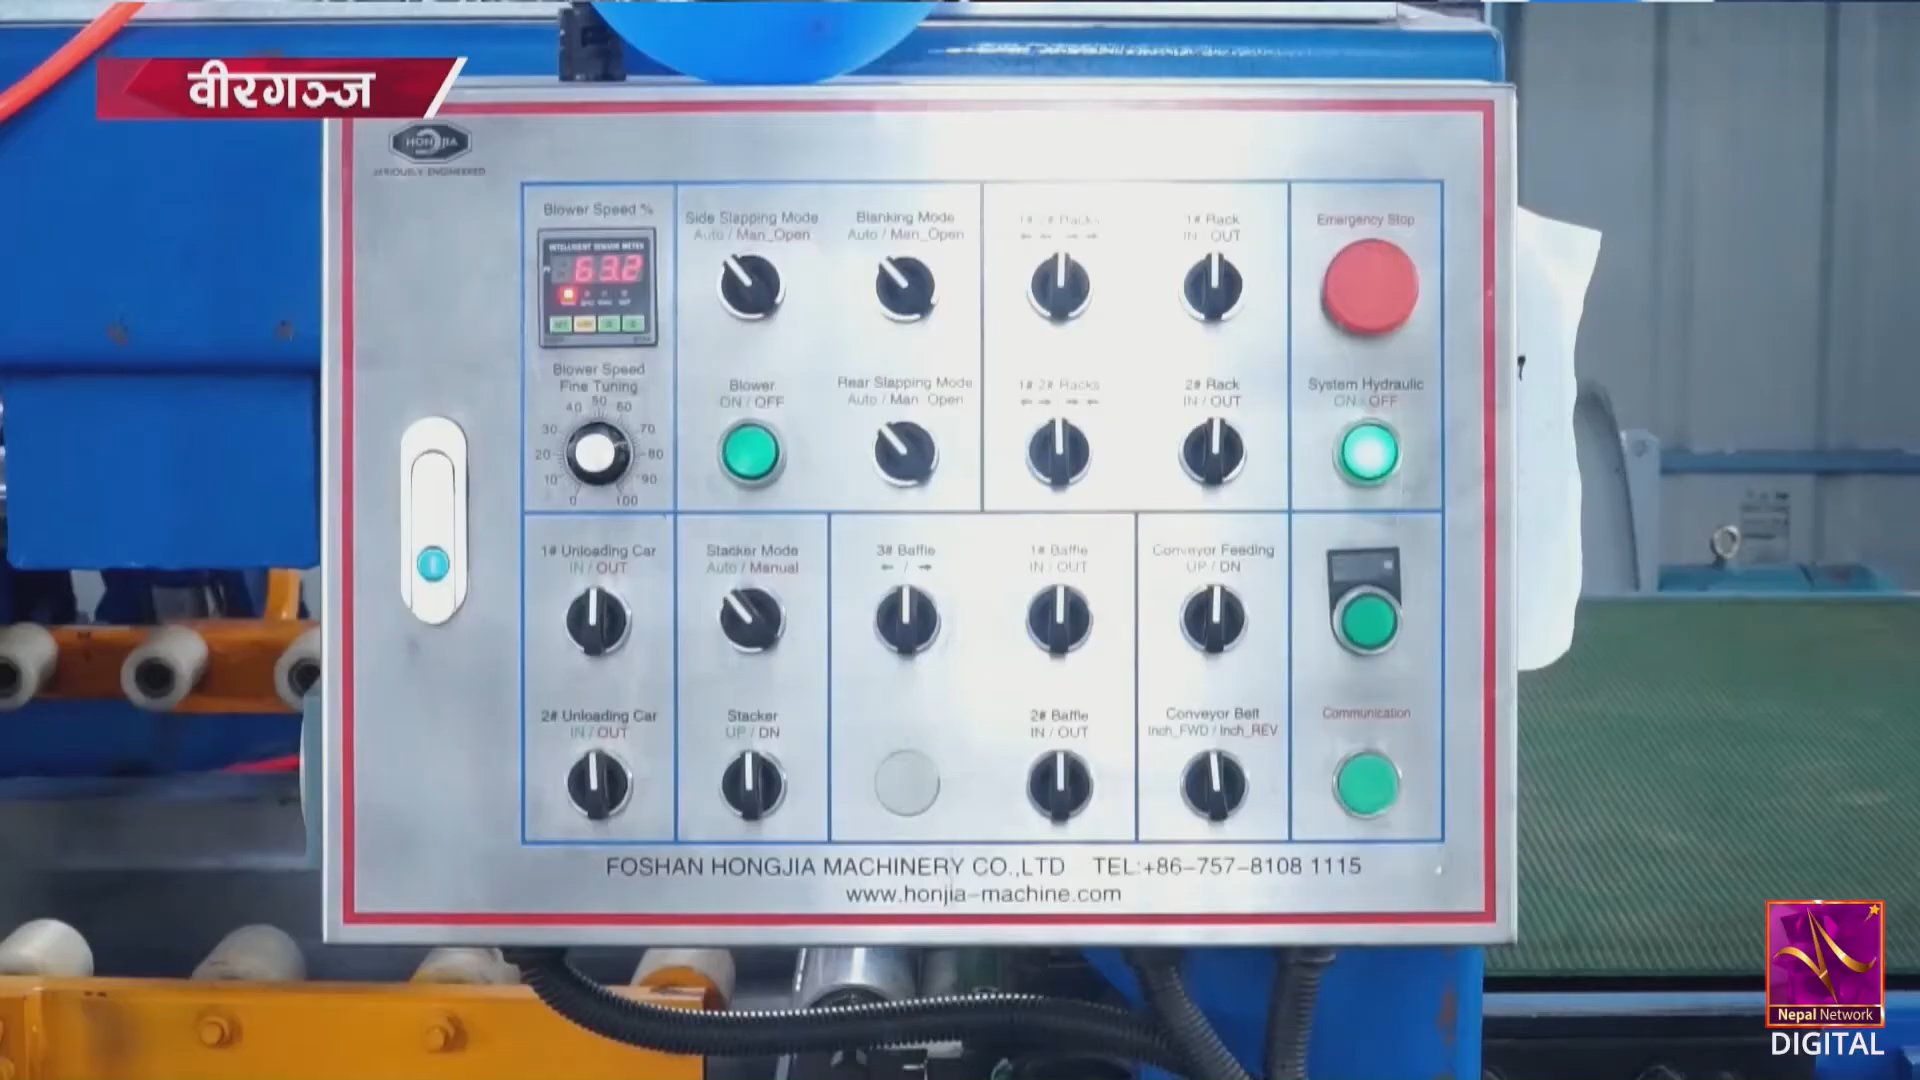 वीरगञ्ज
HONJIA
SERIOUSLY ENGINEERED
Blower Speed %
INTELLIGENT SENSOR METER
63.2
Blower Speed
Fine Tuning
0 10 20 30 40 50 60 70 80 90 100
Side Slapping Mode
Auto / Man_Open
Blanking Mode
Auto / Man_Open
Blower
ON / OFF
Rear Slapping Mode
Auto / Man_Open
1# 2# Racks
← ← → →
1# Rack
IN / OUT
1# 2# Racks
← → → ←
2# Rack
IN / OUT
Emergency Stop
System Hydraulic
ON / OFF
1# Unloading Car
IN / OUT
Stacker Mode
Auto / Manual
3# Baffle
← / →
1# Baffle
IN / OUT
Conveyor Feeding
UP / DN
2# Unloading Car
IN / OUT
Stacker
UP / DN
2# Baffle
IN / OUT
Conveyor Belt
Inch_FWD / Inch_REV
Communication
FOSHAN HONGJIA MACHINERY CO.,LTD TEL:+86-757-8108 1115
www.honjia-machine.com
Nepal Network
DIGITAL